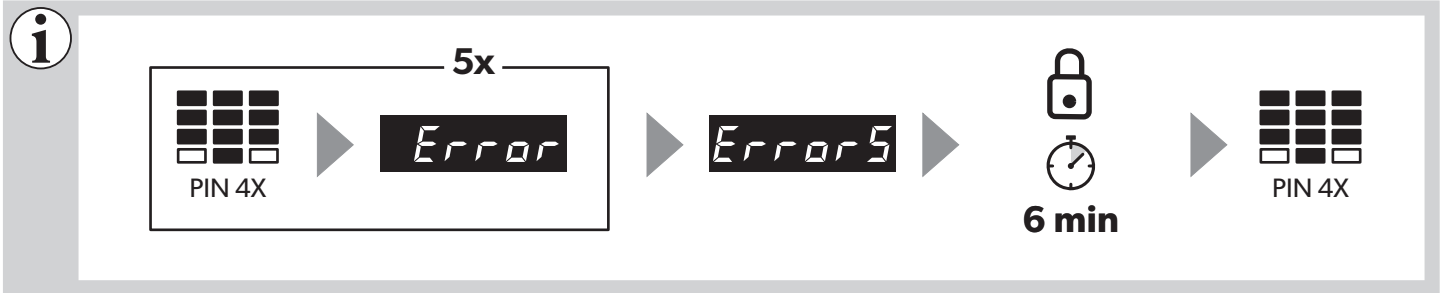 i
5x
PIN 4X
Error
Error5
6 min
PIN 4X